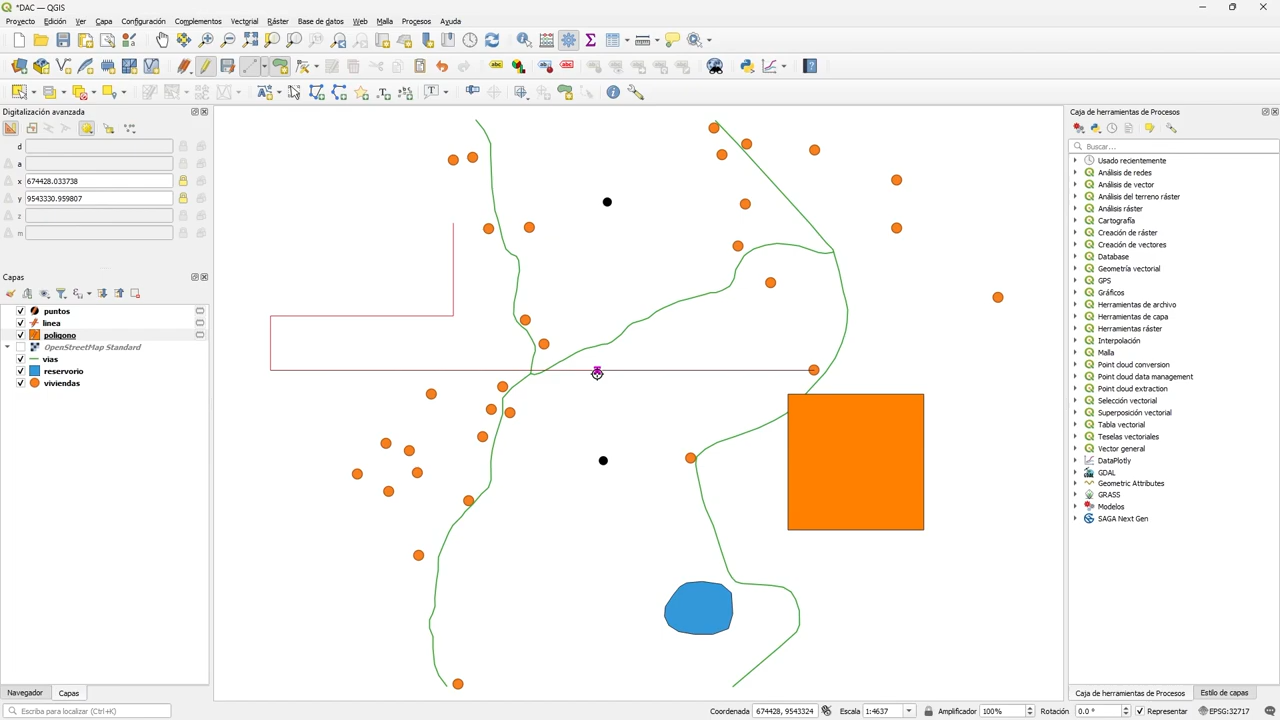 *DAC — QGIS
Proyecto Edición Ver Capa Configuración Complementos Vectorial Ráster Base de datos Web Malla Procesos Ayuda
Digitalización avanzada
d
a
x 674428.033738
y 9543330.959807
z
m
Capas
puntos
linea
poligono
OpenStreetMap Standard
vias
reservorio
viviendas
Navegador Capas
Caja de herramientas de Procesos
Buscar...
Usado recientemente
Análisis de redes
Análisis de vector
Análisis del terreno ráster
Análisis ráster
Cartografía
Creación de ráster
Creación de vectores
Database
Geometría vectorial
GPS
Gráficos
Herramientas de archivo
Herramientas de capa
Herramientas ráster
Interpolación
Malla
Point cloud conversion
Point cloud data management
Point cloud extraction
Selección vectorial
Superposición vectorial
Tabla vectorial
Teselas vectoriales
Vector general
DataPlotly
GDAL
Geometric Attributes
GRASS
Modelos
SAGA Next Gen
Caja de herramientas de Procesos Estilo de capas
Escriba para localizar (Ctrl+K)
Coordenada 674428, 9543324 Escala 1:4637 Amplificador 100% Rotación 0.0 ° Representar EPSG:32717